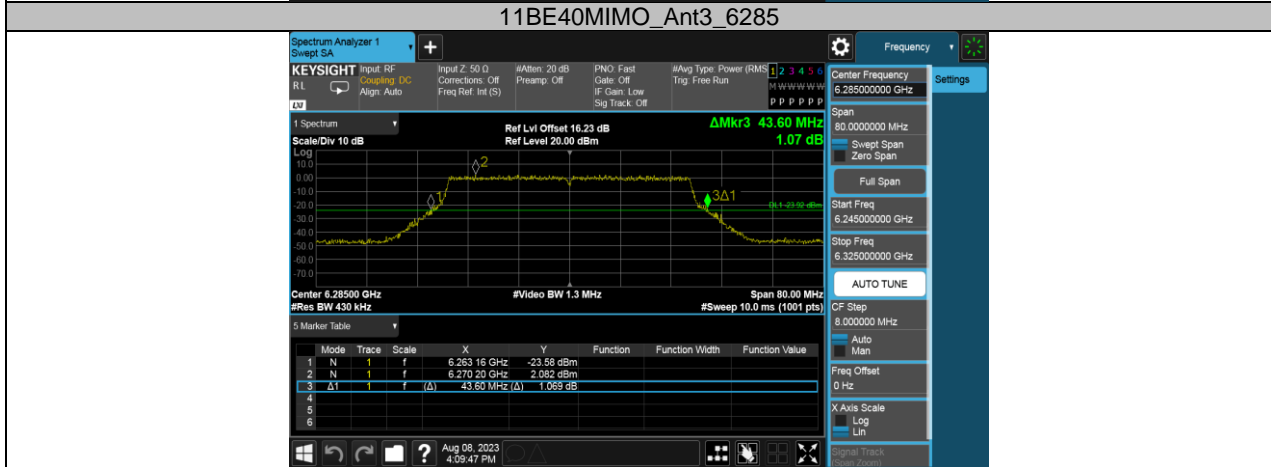 11BE40MIMO_Ant3_6285
Spectrum Analyzer 1
Swept SA
+
Frequency
KEYSIGHT Input: RF Input Z: 50 Ω #Atten: 20 dB PNO: Fast #Avg Type: Power (RMS 1 2 3 4 5 6
RL Coupling: DC Corrections: Off Preamp: Off Gate: Off Trig: Free Run M W W W W W
Align: Auto Freq Ref: Int (S) IF Gain: Low
LXI Sig Track: Off P P P P P P
Center Frequency
6.285000000 GHz
Settings
Span
80.0000000 MHz
Swept Span
Zero Span
Full Span
Start Freq
6.245000000 GHz
Stop Freq
6.325000000 GHz
AUTO TUNE
CF Step
8.000000 MHz
Auto
Man
Freq Offset
0 Hz
X Axis Scale
Log
Lin
Signal Track
(Span Zoom)
1 Spectrum
Ref Lvl Offset 16.23 dB ΔMkr3 43.60 MHz
Scale/Div 10 dB Ref Level 20.00 dBm 1.07 dB
Log
10.0
0.00
-10.0
-20.0
-30.0
-40.0
-50.0
-60.0
-70.0
2
1
3Δ1
DL1 -23.92 dBm
Center 6.28500 GHz #Video BW 1.3 MHz Span 80.00 MHz
#Res BW 430 kHz #Sweep 10.0 ms (1001 pts)
5 Marker Table
Mode Trace Scale X Y Function Function Width Function Value
1 N 1 f 6.263 16 GHz -23.58 dBm
2 N 1 f 6.270 20 GHz 2.082 dBm
3 Δ1 1 f (Δ) 43.60 MHz (Δ) 1.069 dB
4
5
6
? Aug 08, 2023
4:09:47 PM